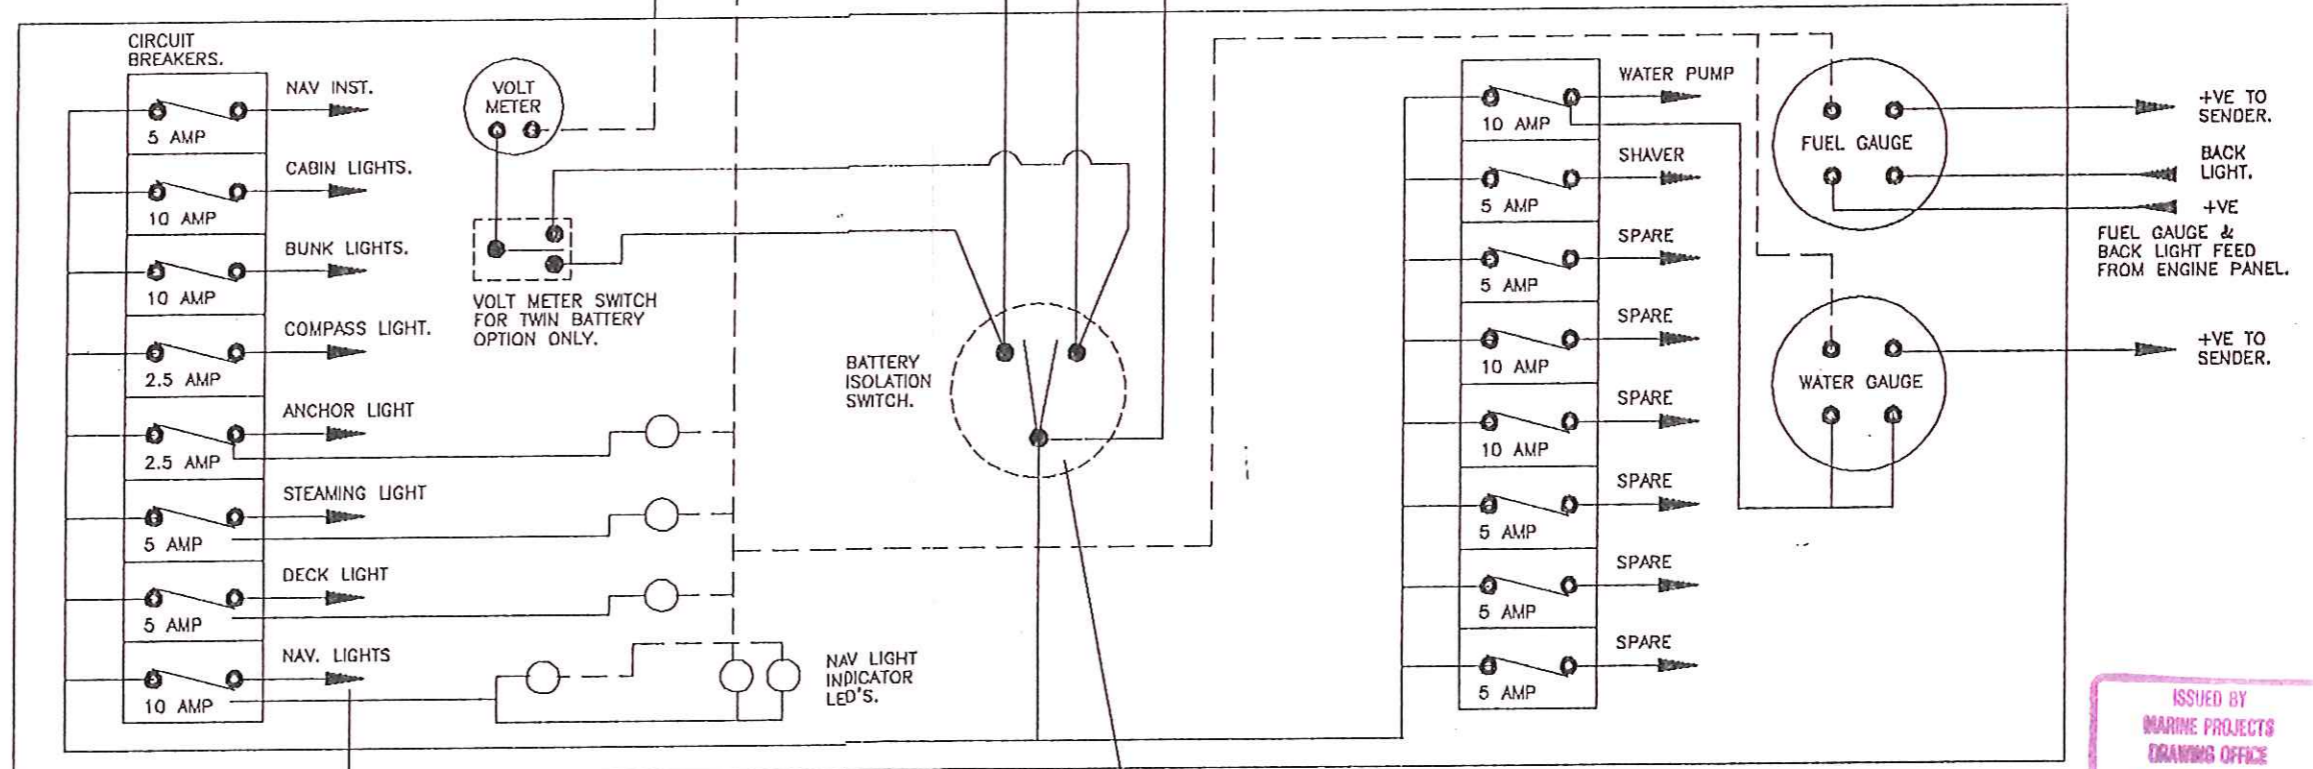 CIRCUIT
BREAKERS.
NAV INST.
5 AMP
CABIN LIGHTS.
10 AMP
BUNK LIGHTS.
10 AMP
COMPASS LIGHT.
2.5 AMP
ANCHOR LIGHT
2.5 AMP
STEAMING LIGHT
5 AMP
DECK LIGHT
5 AMP
NAV. LIGHTS
10 AMP
VOLT
METER
VOLT METER SWITCH
FOR TWIN BATTERY
OPTION ONLY.
BATTERY
ISOLATION
SWITCH.
NAV LIGHT
INDICATOR
LED'S.
WATER PUMP
10 AMP
SHAVER
5 AMP
SPARE
5 AMP
SPARE
10 AMP
SPARE
10 AMP
SPARE
5 AMP
SPARE
5 AMP
SPARE
5 AMP
FUEL GAUGE
+VE TO
SENDER.
BACK
LIGHT.
+VE
FUEL GAUGE &
BACK LIGHT FEED
FROM ENGINE PANEL.
WATER GAUGE
+VE TO
SENDER.
ISSUED BY
MARINE PROJECTS
DRAWING OFFICE